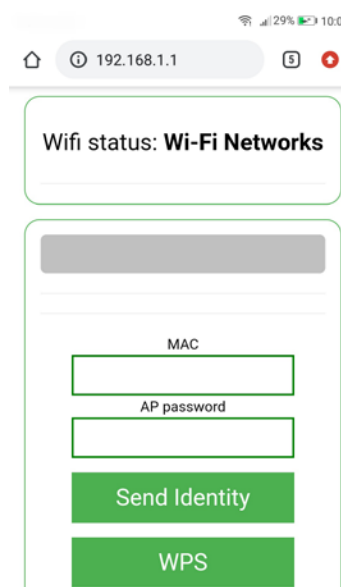 29% 10:0
192.168.1.1 5
Wifi status: Wi-Fi Networks
MAC
AP password
Send Identity
WPS